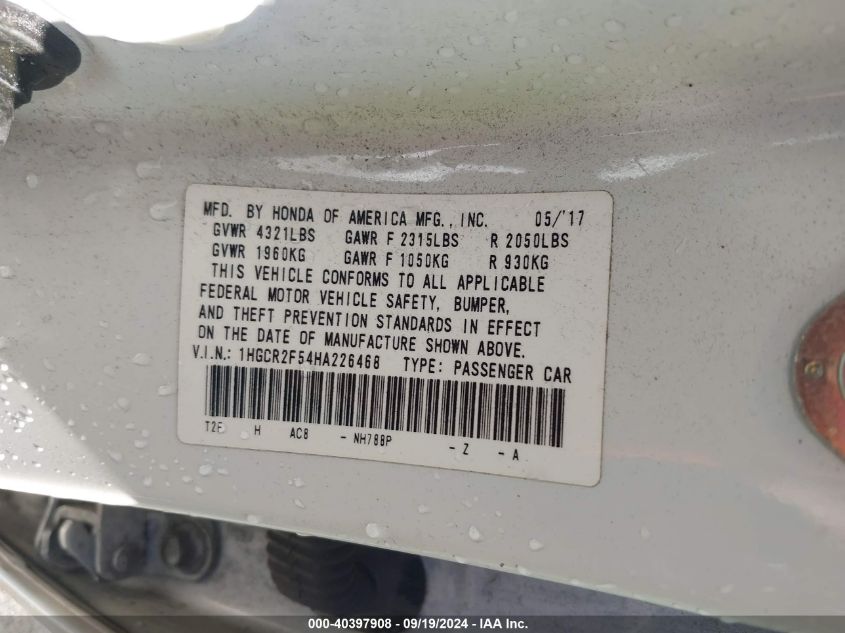 MFD. BY HONDA OF AMERICA MFG., INC. 05/'17
GVWR 4321LBS GAWR F 2315LBS R 2050LBS
GVWR 1960KG GAWR F 1050KG R 930KG
THIS VEHICLE CONFORMS TO ALL APPLICABLE
FEDERAL MOTOR VEHICLE SAFETY, BUMPER,
AND THEFT PREVENTION STANDARDS IN EFFECT
ON THE DATE OF MANUFACTURE SHOWN ABOVE.
V.I.N.: 1HGCR2F54HA226468 TYPE: PASSENGER CAR
H AC8 - NH788P - Z - A
000-40397908 - 09/19/2024 - IAA Inc.